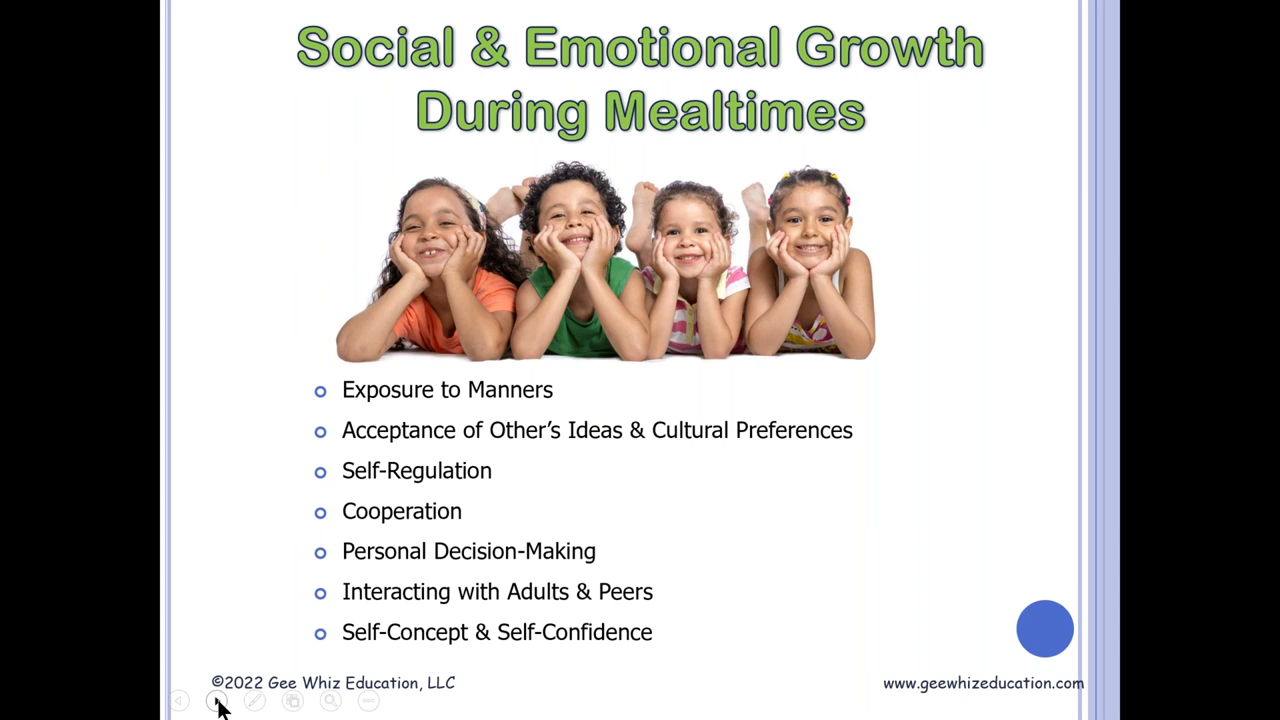 Social & Emotional Growth
During Mealtimes
Exposure to Manners
Acceptance of Other’s Ideas & Cultural Preferences
Self-Regulation
Cooperation
Personal Decision-Making
Interacting with Adults & Peers
Self-Concept & Self-Confidence
©2022 Gee Whiz Education, LLC
www.geewhizeducation.com